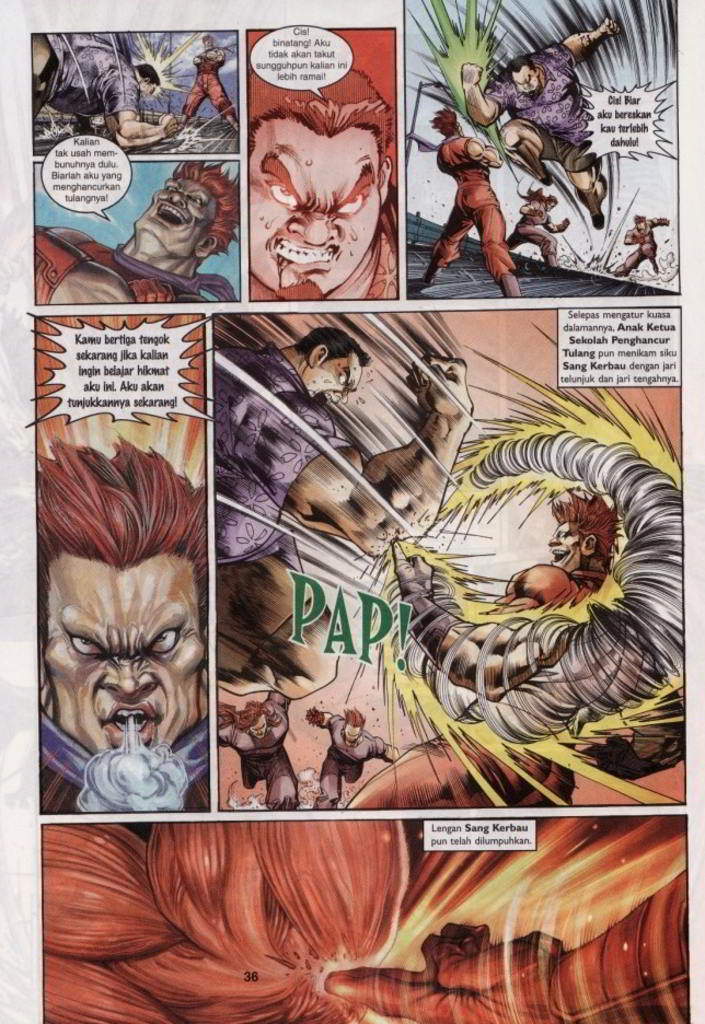 Kalian
tak usah mem-
bunuhnya dulu.
Biarlah aku yang
menghancurkan
tulangnya!
Cis!
binatang! Aku
tidak akan takut
sungguhpun kalian ini
lebih ramai!
Cis! Biar
aku bereskan
kau terlebih
dahulu!
Kamu bertiga tengok
sekarang jika kalian
ingin belajar hikmat
aku ini. Aku akan
tunjukkannya sekarang!
Selepas mengatur kuasa
dalamannya, Anak Ketua
Sekolah Penghancur
Tulang pun menikam siku
Sang Kerbau dengan jari
telunjuk dan jari tengahnya.
PAP!
Lengan Sang Kerbau
pun telah dilumpuhkan.
36